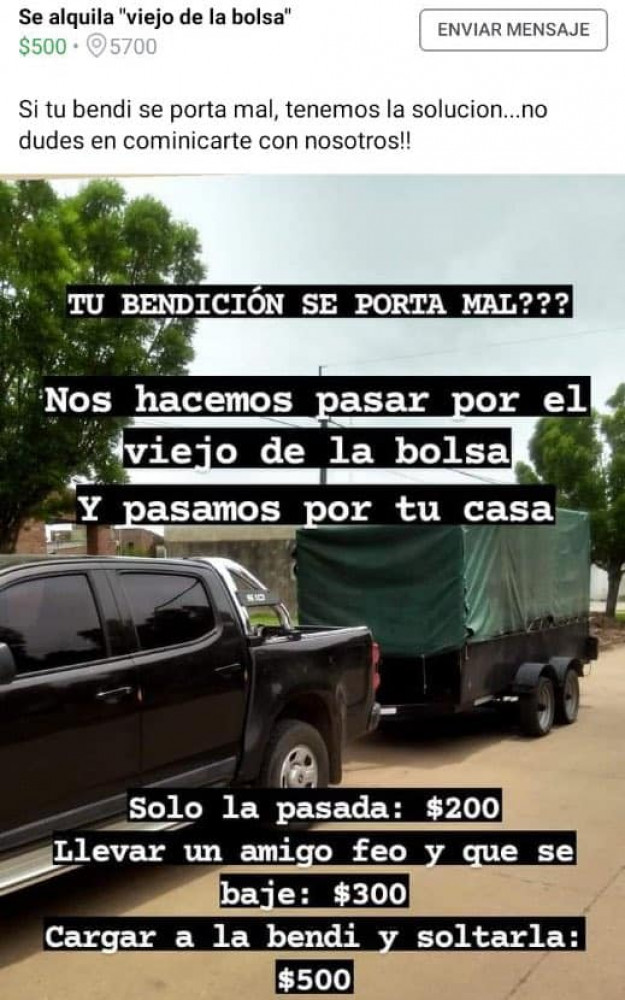 Se alquila "viejo de la bolsa"
$500 · 5700
ENVIAR MENSAJE
Si tu bendi se porta mal, tenemos la solucion...no
dudes en cominicarte con nosotros!!
TU BENDICIÓN SE PORTA MAL???
Nos hacemos pasar por el
viejo de la bolsa
Y pasamos por tu casa
S10
Solo la pasada: $200
Llevar un amigo feo y que se
baje: $300
Cargar a la bendi y soltarla:
$500